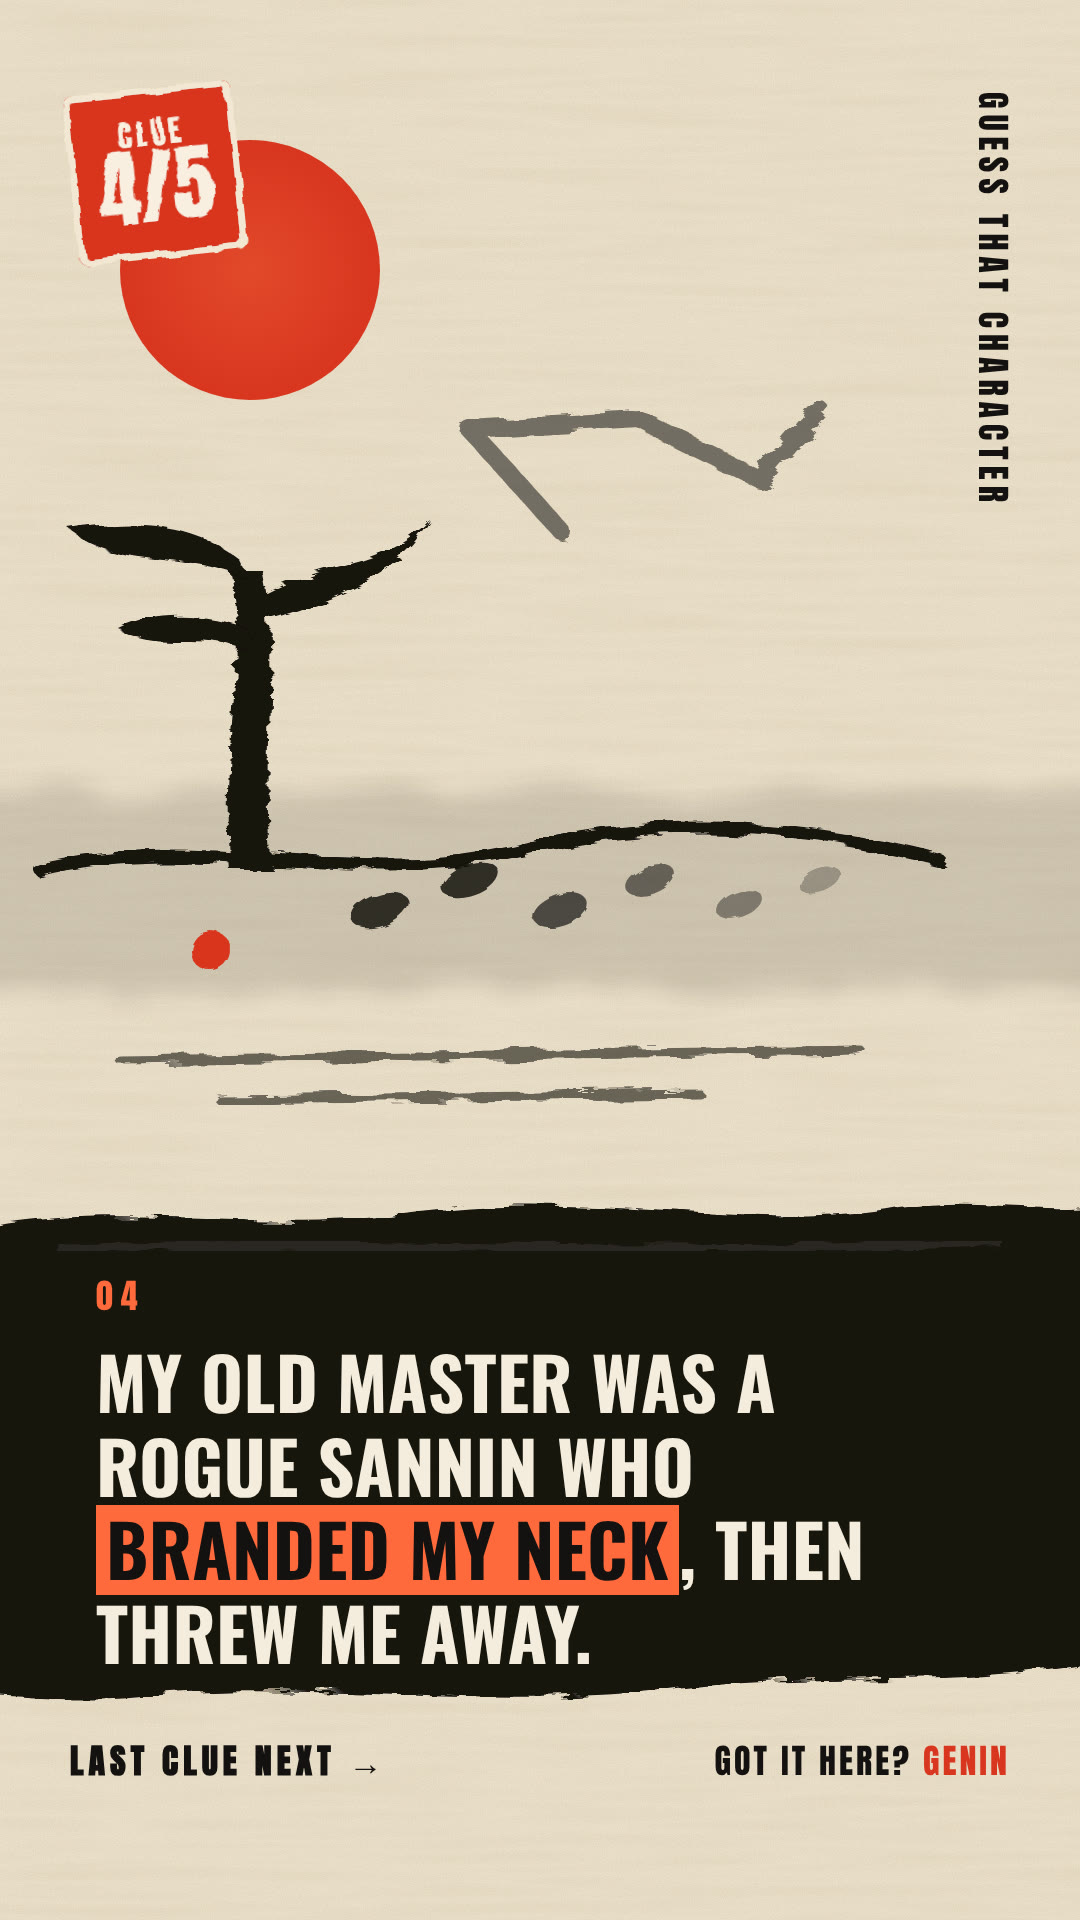 CLUE
4/5
GUESS THAT CHARACTER
04
MY OLD MASTER WAS A
ROGUE SANNIN WHO
BRANDED MY NECK, THEN
THREW ME AWAY.
LAST CLUE NEXT →
GOT IT HERE? GENIN